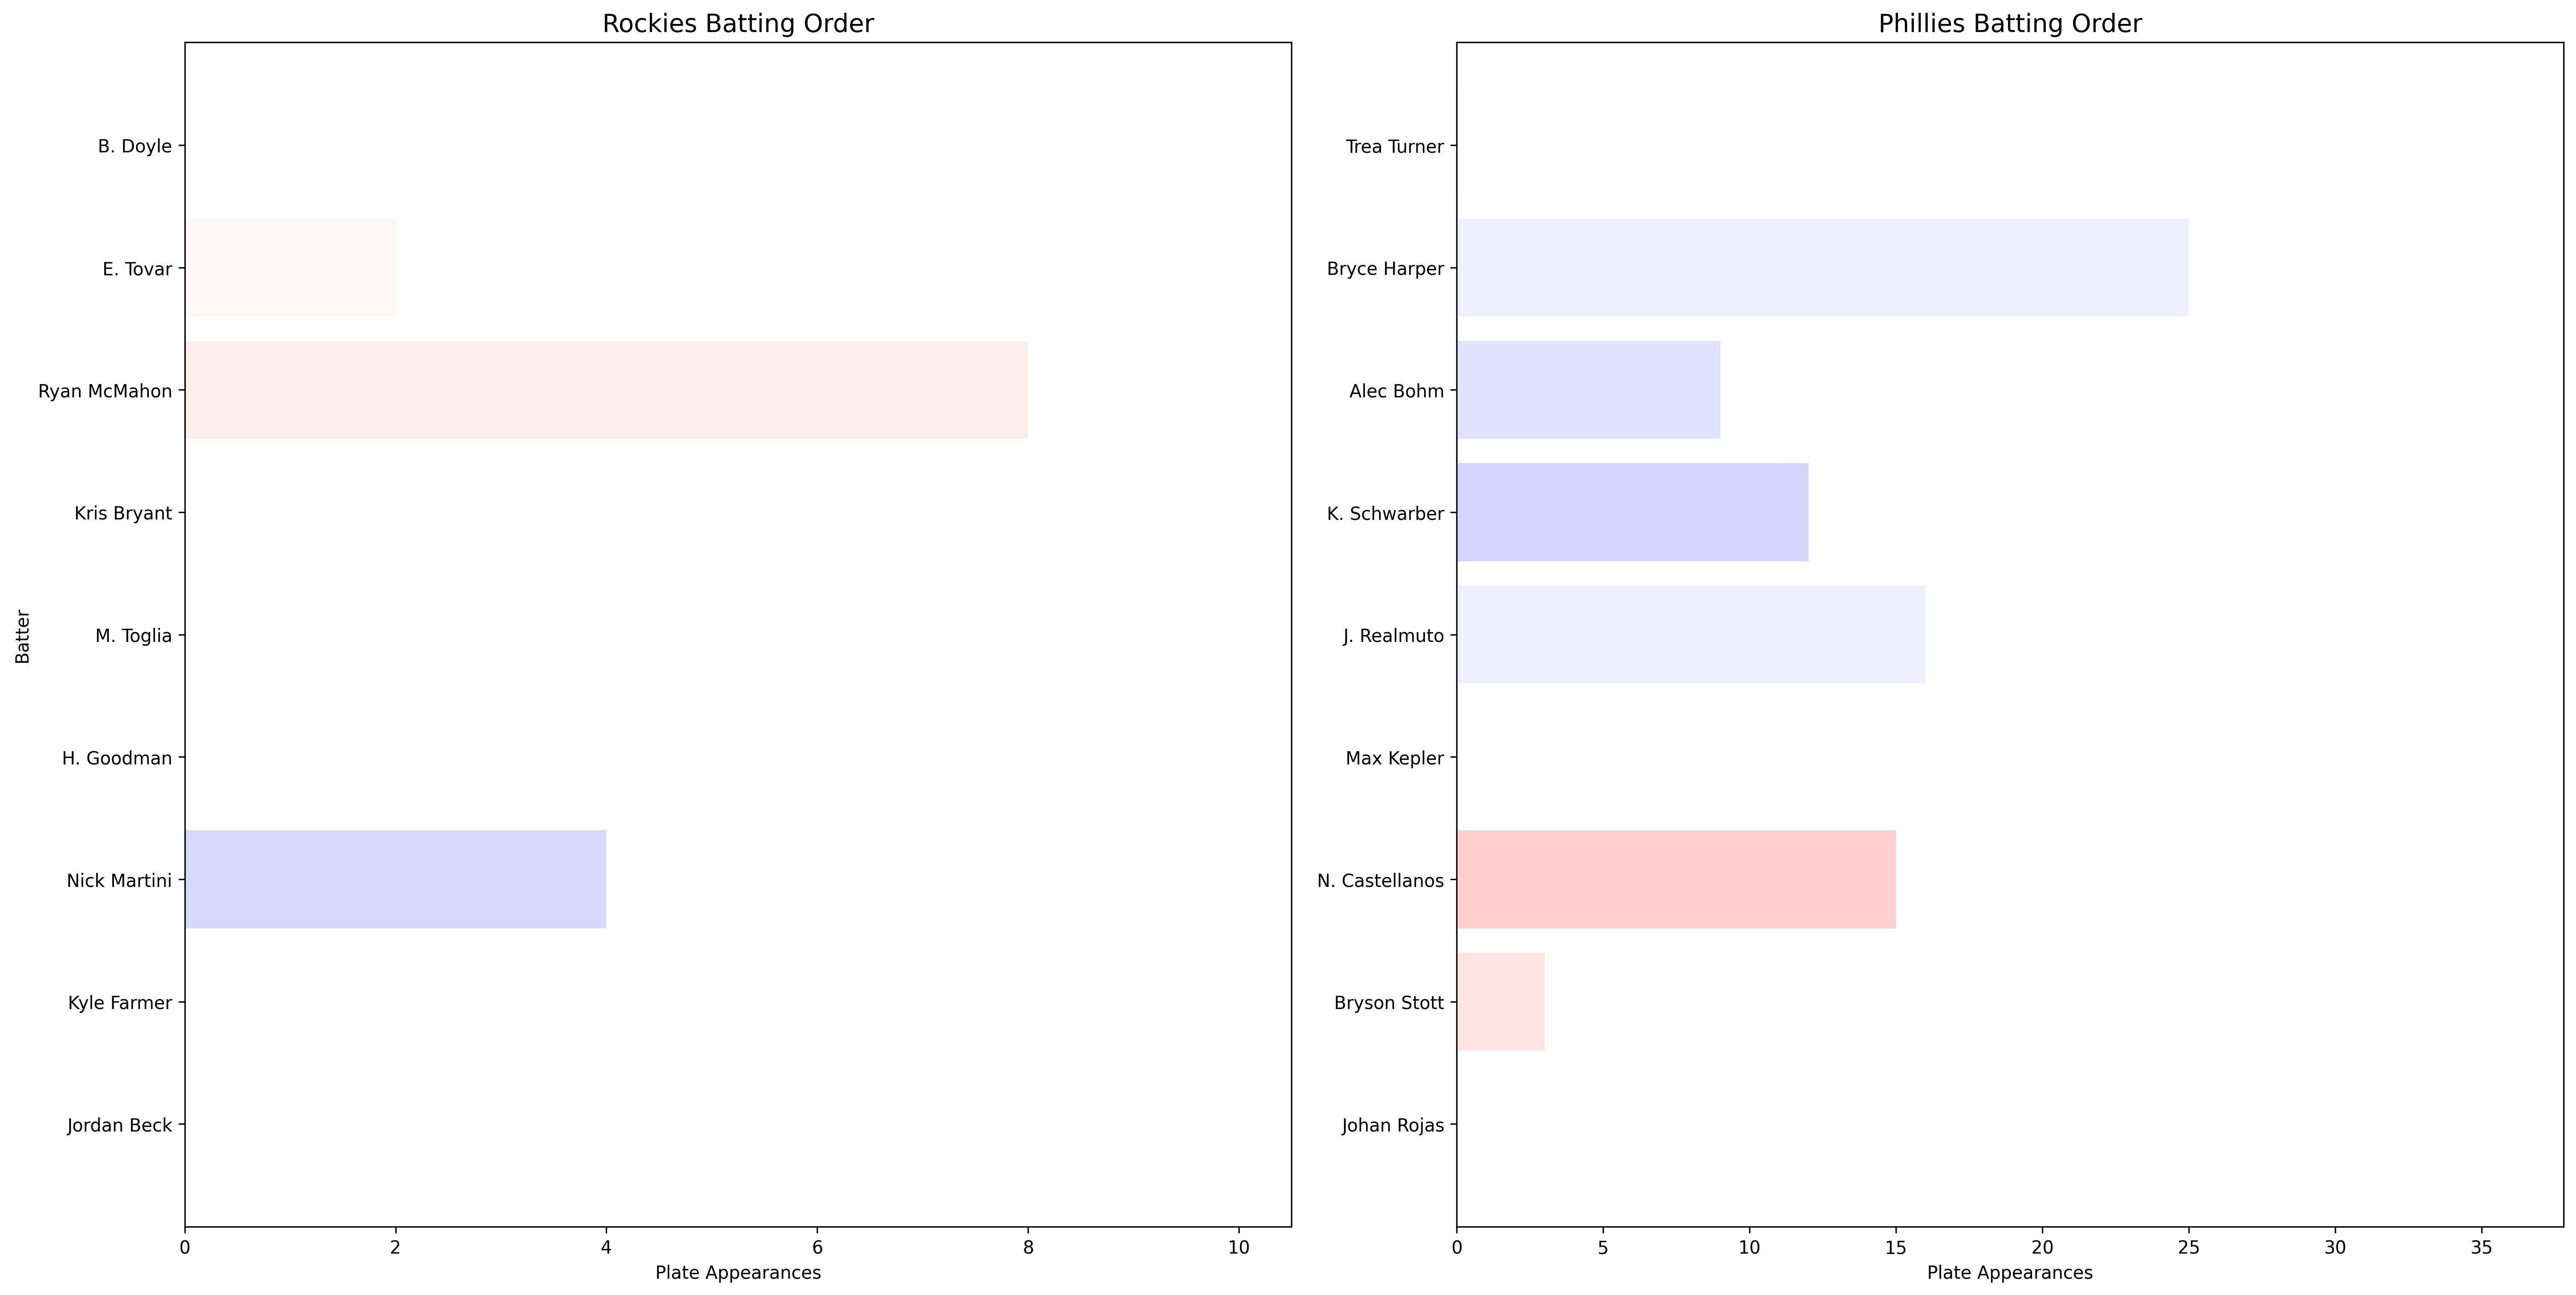 Rockies Batting Order
Batter
B. Doyle
E. Tovar
Ryan McMahon
Kris Bryant
M. Toglia
H. Goodman
Nick Martini
Kyle Farmer
Jordan Beck
0 2 4 6 8 10
Plate Appearances
Phillies Batting Order
Trea Turner
Bryce Harper
Alec Bohm
K. Schwarber
J. Realmuto
Max Kepler
N. Castellanos
Bryson Stott
Johan Rojas
0 5 10 15 20 25 30 35
Plate Appearances